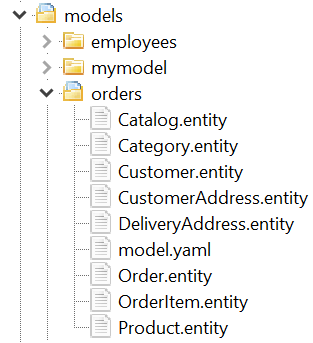 models
employees
mymodel
orders
Catalog.entity
Category.entity
Customer.entity
CustomerAddress.entity
DeliveryAddress.entity
model.yaml
Order.entity
OrderItem.entity
Product.entity